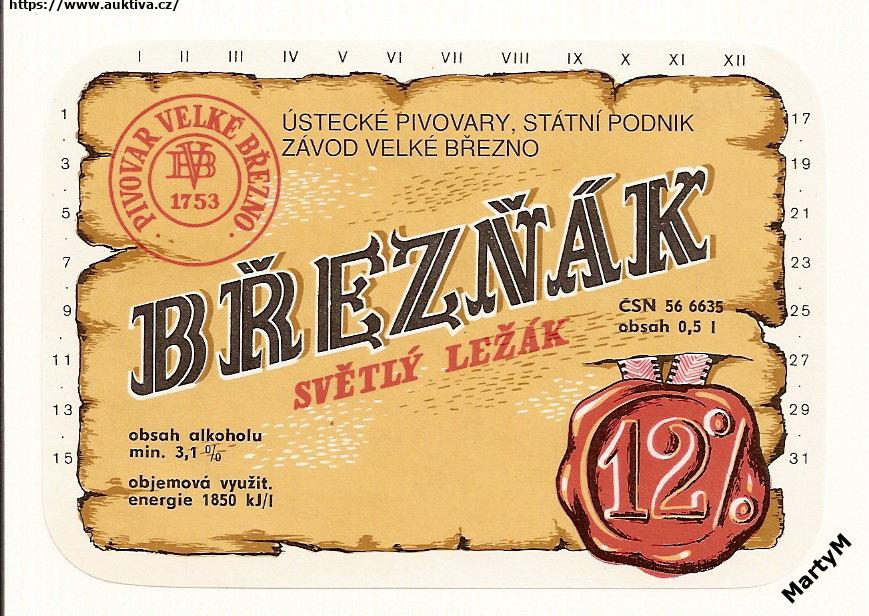 https://www.auktiva.cz/
I II III IV V VI VII VIII IX X XI XII
1
.
3
.
5
.
7
.
9
.
11
.
13
.
15
17
.
19
.
21
.
23
.
25
.
27
.
29
.
31
PIVOVAR VELKÉ BŘEZNO
VB
1753
ÚSTECKÉ PIVOVARY, STÁTNÍ PODNIK
ZÁVOD VELKÉ BŘEZNO
BŘEZŇÁK
SVĚTLÝ LEŽÁK
ČSN 56 6635
obsah 0,5 l
obsah alkoholu
min. 3,1 %
objemová využit.
energie 1850 kJ/l
12%
MartyM